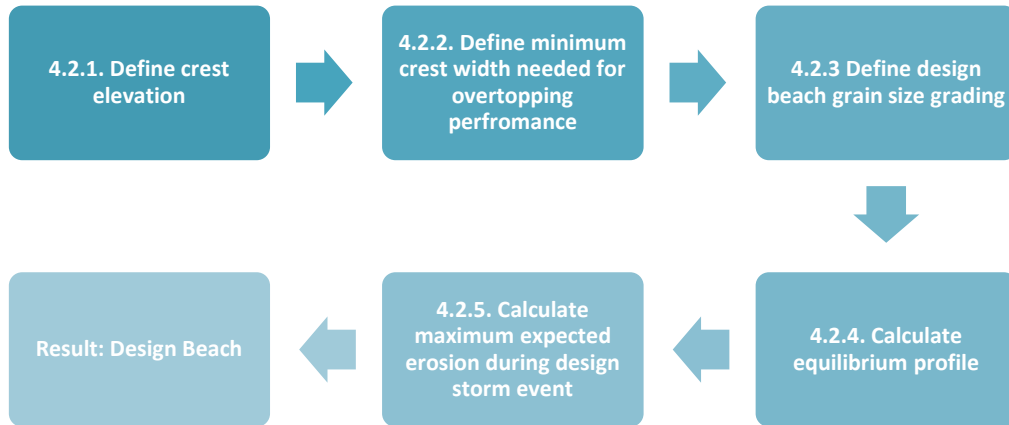 4.2.1. Define crest
elevation
4.2.2. Define minimum
crest width needed for
overtopping
perfromance
4.2.3 Define design
beach grain size grading
4.2.4. Calculate
equilibrium profile
4.2.5. Calculate
maximum expected
erosion during design
storm event
Result: Design Beach